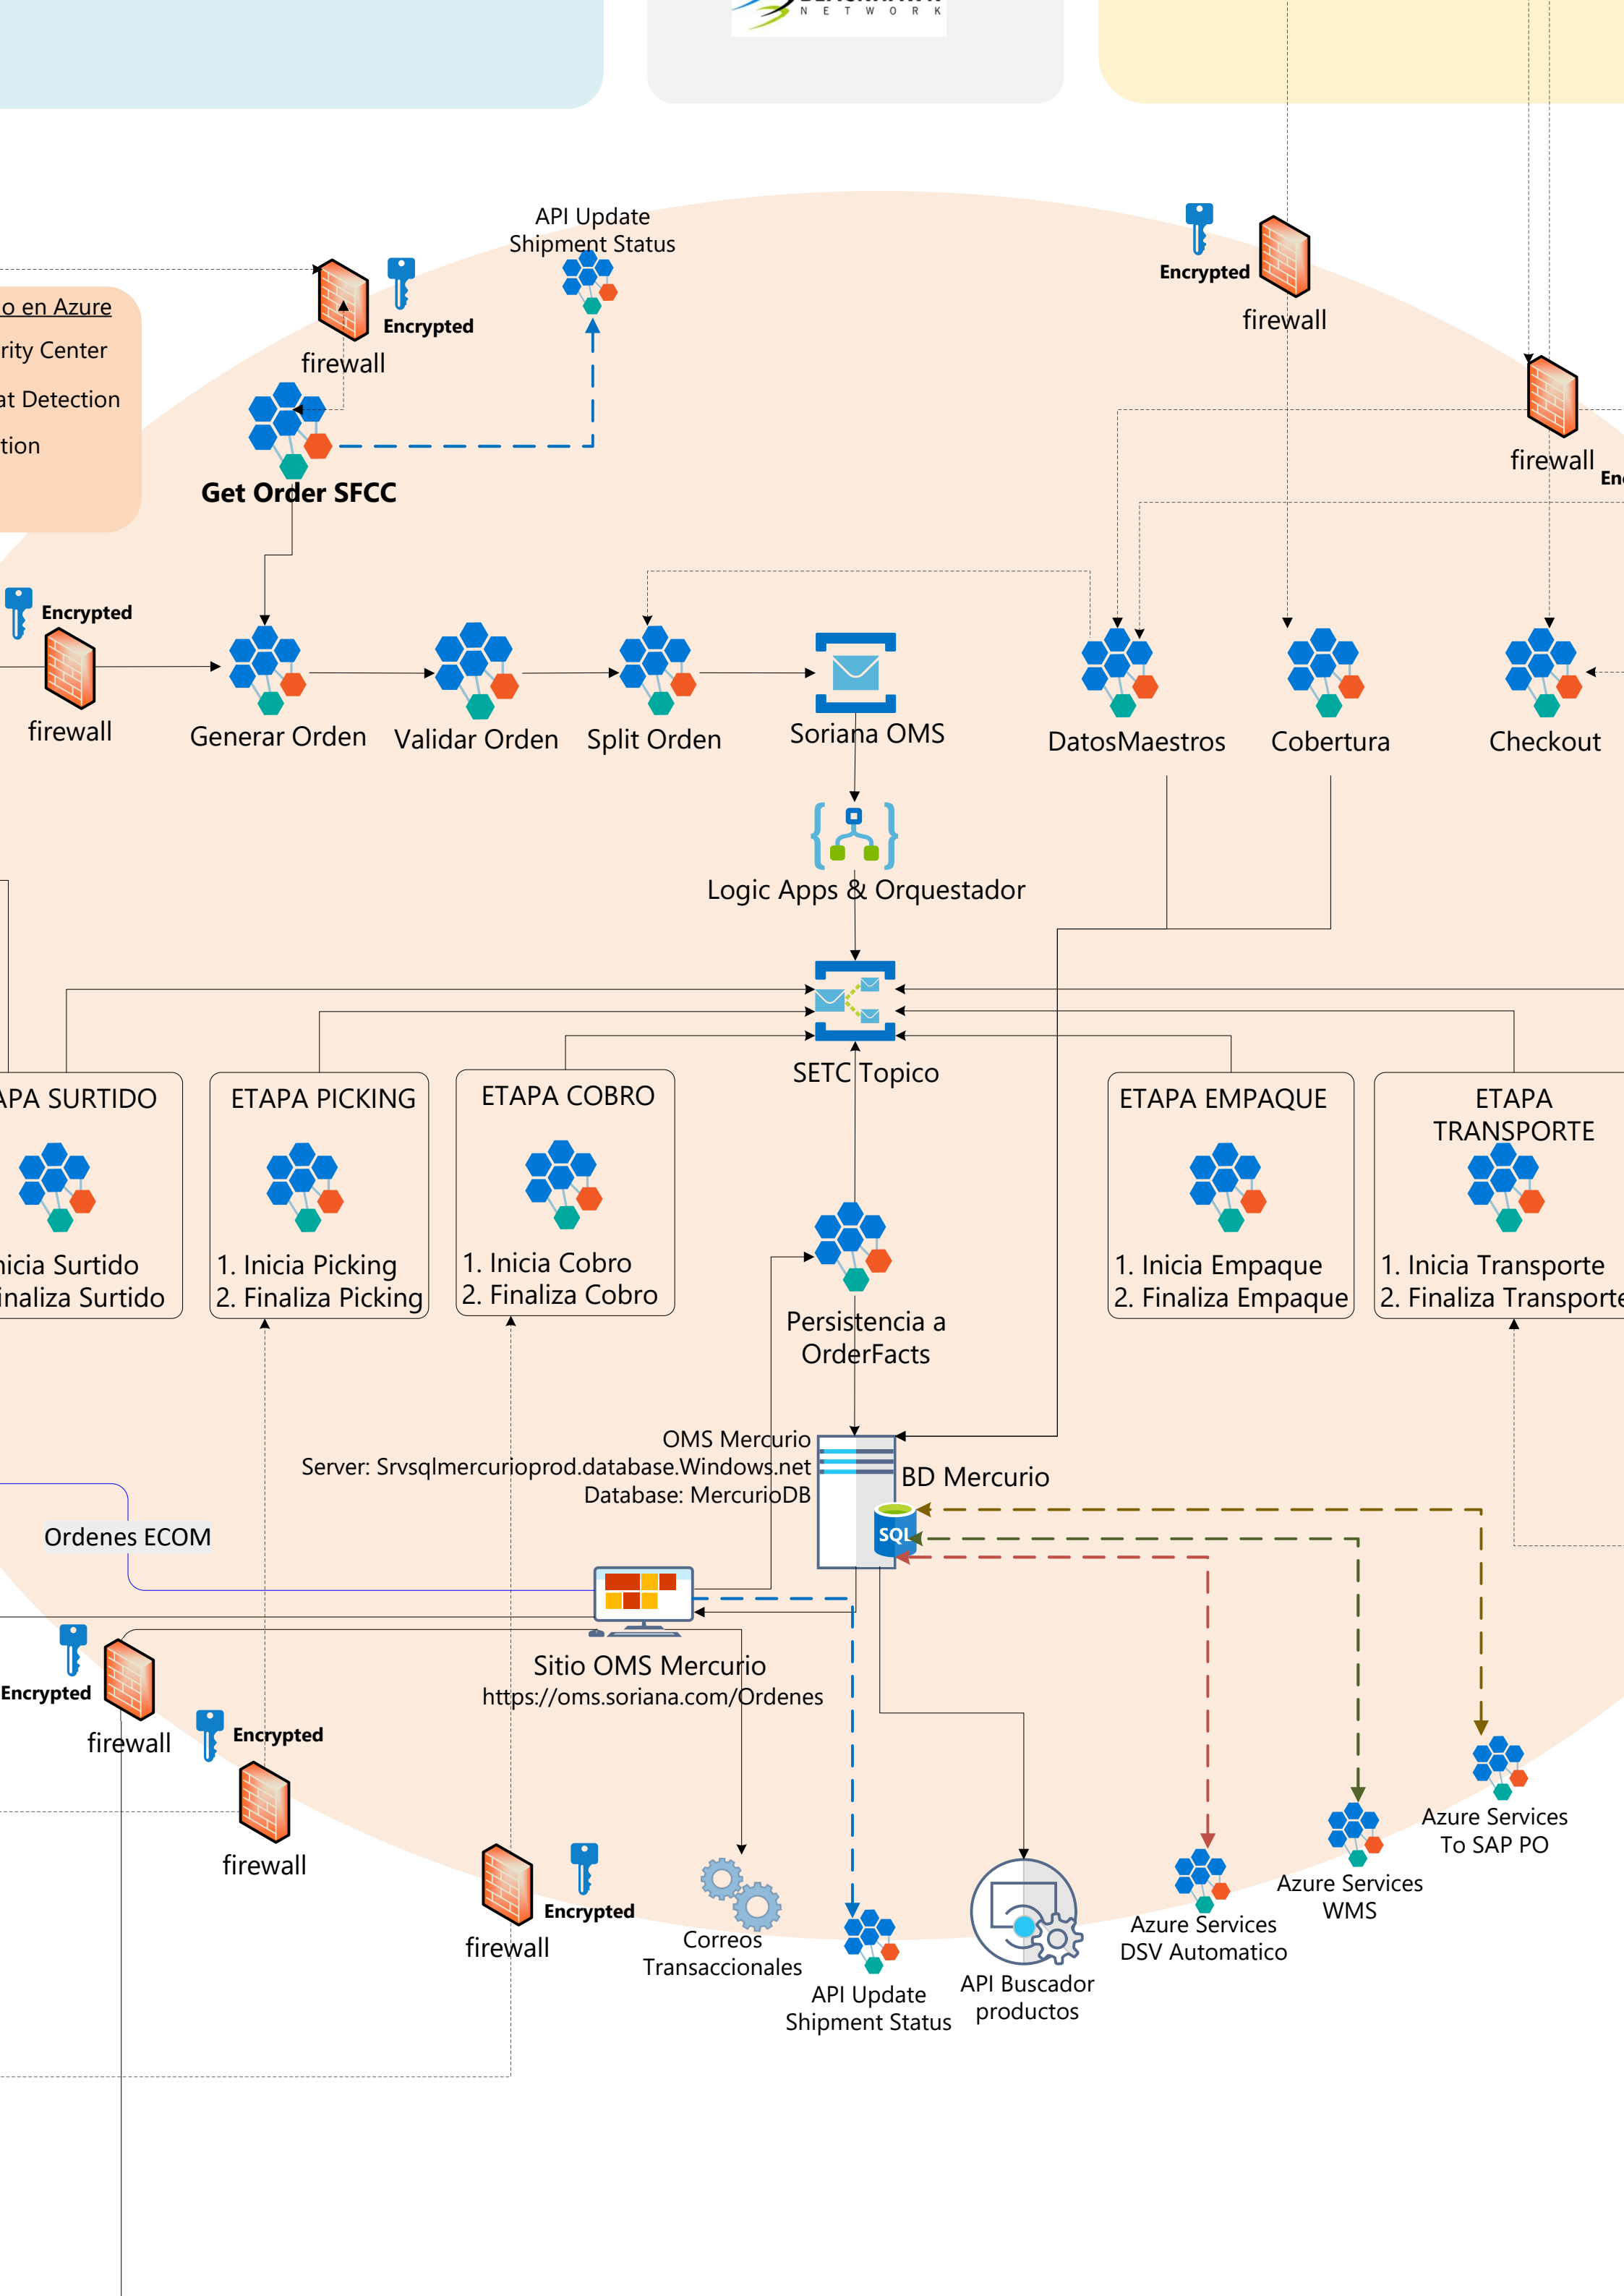 NETWORK
API Update
Shipment Status
Encrypted
firewall
Encrypted
firewall
o en Azure
rity Center
at Detection
tion
Get Order SFCC
firewall
Encrypted
firewall
Generar Orden
Validar Orden
Split Orden
Soriana OMS
DatosMaestros
Cobertura
Checkout
Logic Apps & Orquestador
SETC Topico
APA SURTIDO
nicia Surtido
inaliza Surtido
ETAPA PICKING
1. Inicia Picking
2. Finaliza Picking
ETAPA COBRO
1. Inicia Cobro
2. Finaliza Cobro
ETAPA EMPAQUE
1. Inicia Empaque
2. Finaliza Empaque
ETAPA
TRANSPORTE
1. Inicia Transporte
2. Finaliza Transporte
Persistencia a
OrderFacts
OMS Mercurio
Server: Srvsqlmercurioprod.database.Windows.net
Database: MercurioDB
BD Mercurio
SQL
Ordenes ECOM
Sitio OMS Mercurio
https://oms.soriana.com/Ordenes
Encrypted
firewall
Encrypted
firewall
Encrypted
firewall
Correos
Transaccionales
API Update
Shipment Status
API Buscador
productos
Azure Services
DSV Automatico
Azure Services
WMS
Azure Services
To SAP PO